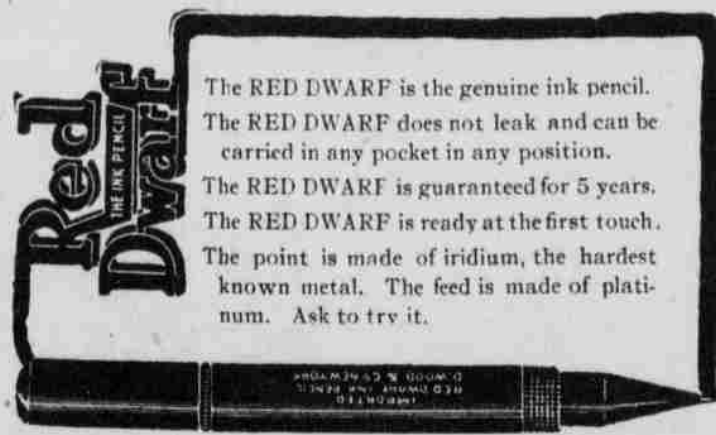 Red
THE INK PENCIL
Dwarf
The RED DWARF is the genuine ink pencil.
The RED DWARF does not leak and can be
carried in any pocket in any position.
The RED DWARF is guaranteed for 5 years.
The RED DWARF is ready at the first touch.
The point is made of iridium, the hardest
known metal. The feed is made of plati-
num. Ask to try it.
IMPORTED
RED DWARF INK PENCIL
D. WOOD & CO NEW YORK